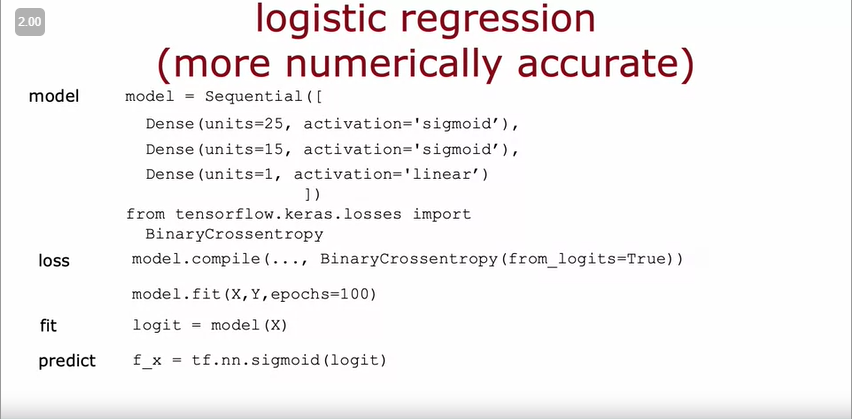 2.00
logistic regression
(more numerically accurate)
model model = Sequential([
Dense(units=25, activation='sigmoid’),
Dense(units=15, activation='sigmoid’),
Dense(units=1, activation='linear’)
])
from tensorflow.keras.losses import
BinaryCrossentropy
loss model.compile(..., BinaryCrossentropy(from_logits=True))
model.fit(X,Y,epochs=100)
fit logit = model(X)
predict f_x = tf.nn.sigmoid(logit)